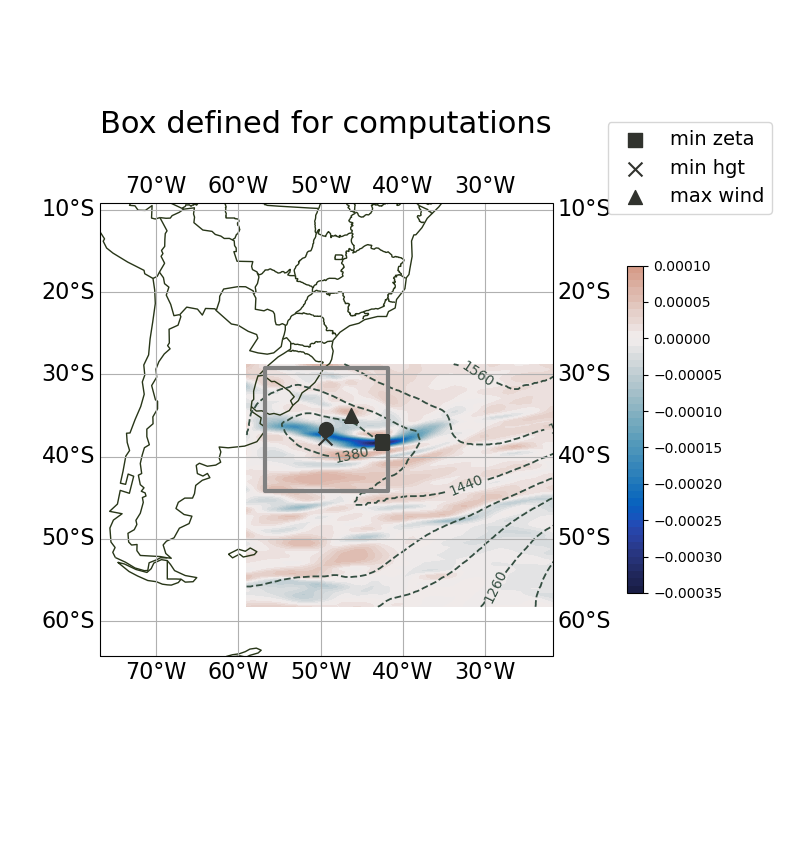 Box defined for computations
min zeta
min hgt
max wind
70°W 60°W 50°W 40°W 30°W
10°S 10°S
20°S 20°S
30°S 30°S
40°S 40°S
50°S 50°S
60°S 60°S
70°W 60°W 50°W 40°W 30°W
1560
1380
1440
1260
0.00010
0.00005
0.00000
−0.00005
−0.00010
−0.00015
−0.00020
−0.00025
−0.00030
−0.00035